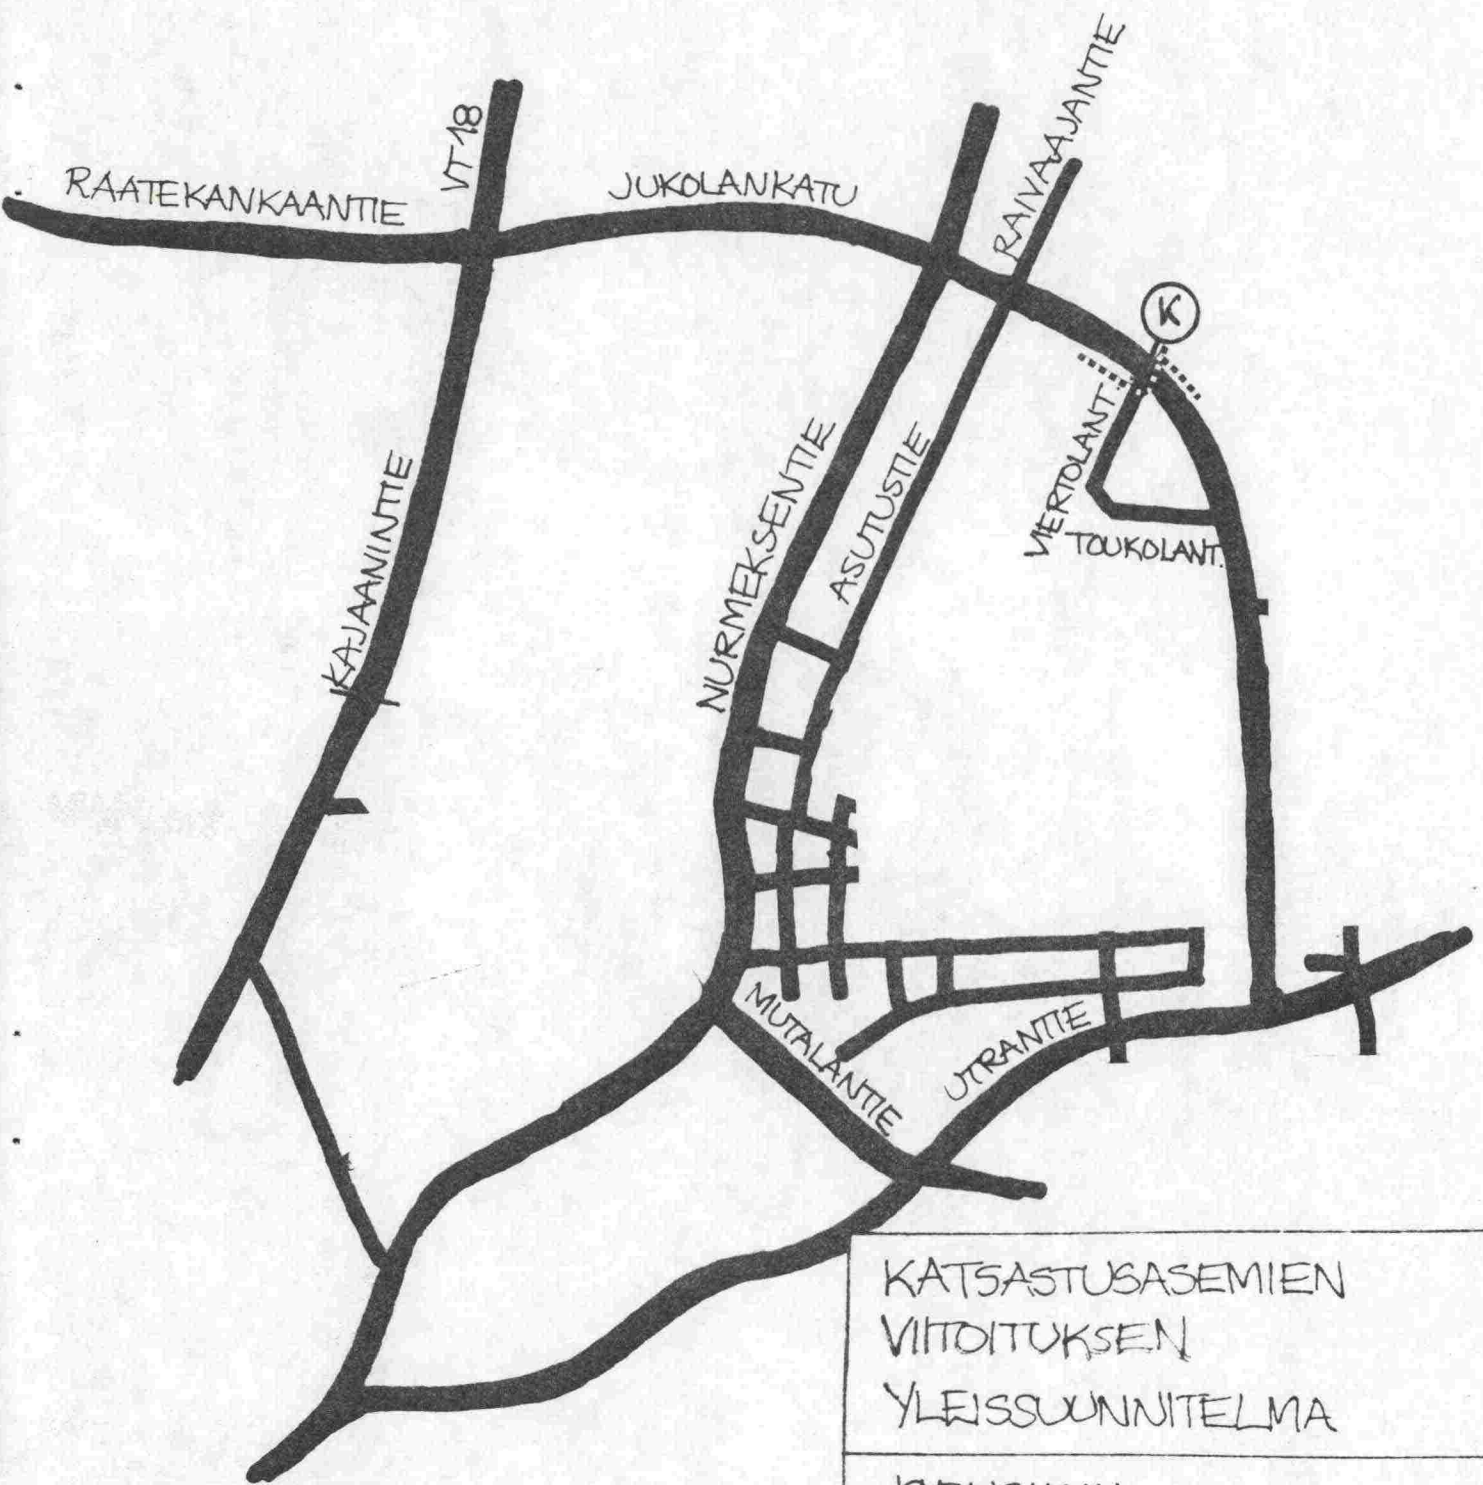 RAIVAAJANTIE
VT 18
RAATEKANKAANTIE
JUKOLANKATU
K
VIERTOLANT.
TOUKOLANT.
KAJAANINTIE
NURMEKSENTIE
ASUTUSTIE
MUTALANTIE
UTRANTIE
KATSASTUSASEMIEN
VIITOITUKSEN
YLEISSUUNNITELMA